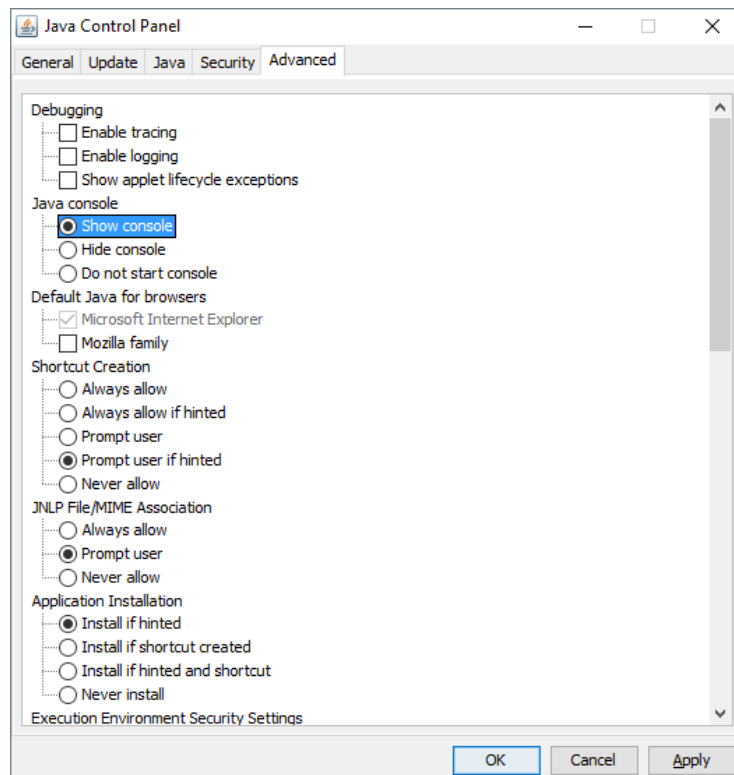 Java Control Panel
General Update Java Security Advanced
Debugging
Enable tracing
Enable logging
Show applet lifecycle exceptions
Java console
Show console
Hide console
Do not start console
Default Java for browsers
Microsoft Internet Explorer
Mozilla family
Shortcut Creation
Always allow
Always allow if hinted
Prompt user
Prompt user if hinted
Never allow
JNLP File/MIME Association
Always allow
Prompt user
Never allow
Application Installation
Install if hinted
Install if shortcut created
Install if hinted and shortcut
Never install
Execution Environment Security Settings
OK Cancel Apply